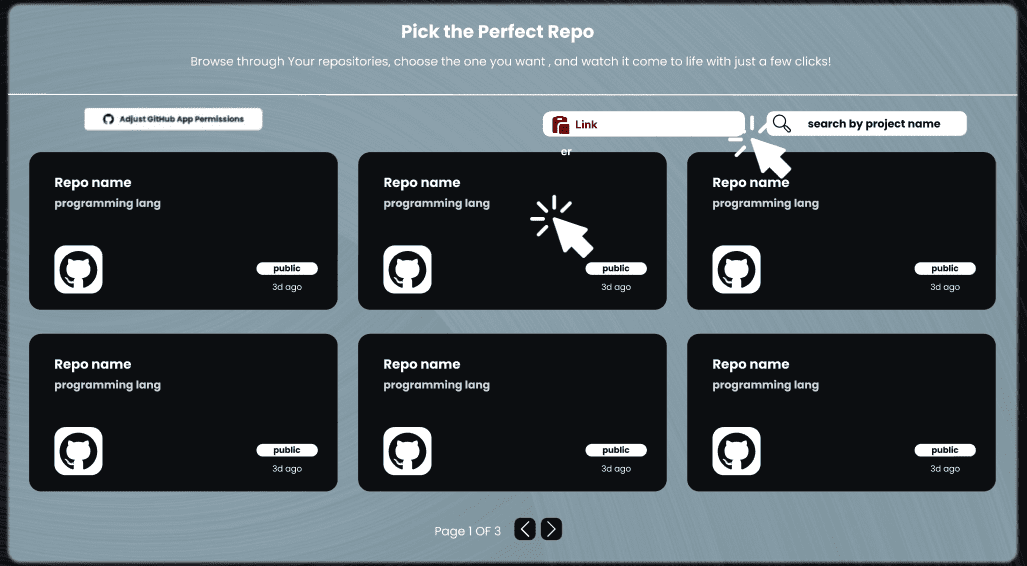 Pick the Perfect Repo
Browse through Your repositories, choose the one you want , and watch it come to life with just a few clicks!
Adjust GitHub App Permissions
Link
search by project name
er
Repo name
programming lang
public
3d ago
Repo name
programming lang
public
3d ago
Repo name
programming lang
public
3d ago
Repo name
programming lang
public
3d ago
Repo name
programming lang
public
3d ago
Repo name
programming lang
public
3d ago
Page 1 OF 3